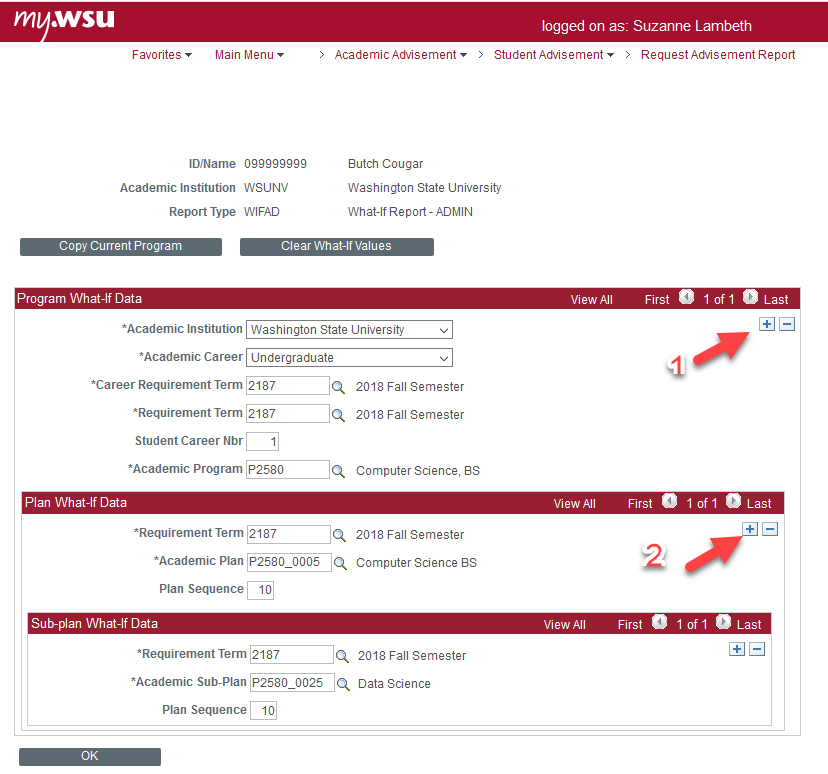 my.wsu
logged on as: Suzanne Lambeth
Favorites Main Menu > Academic Advisement > Student Advisement > Request Advisement Report
ID/Name 099999999 Butch Cougar
Academic Institution WSUNV Washington State University
Report Type WIFAD What-If Report - ADMIN
Copy Current Program Clear What-If Values
Program What-If Data View All First 1 of 1 Last
*Academic Institution Washington State University + −
*Academic Career Undergraduate
1
*Career Requirement Term 2187 2018 Fall Semester
*Requirement Term 2187 2018 Fall Semester
Student Career Nbr 1
*Academic Program P2580 Computer Science, BS
Plan What-If Data View All First 1 of 1 Last
*Requirement Term 2187 2018 Fall Semester + −
2
*Academic Plan P2580_0005 Computer Science BS
Plan Sequence 10
Sub-plan What-If Data View All First 1 of 1 Last
*Requirement Term 2187 2018 Fall Semester + −
*Academic Sub-Plan P2580_0025 Data Science
Plan Sequence 10
OK